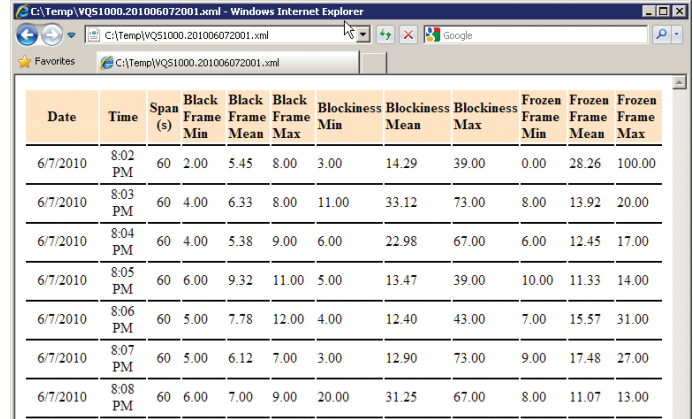 C:\Temp\VQS1000.201006072001.xml - Windows Internet Explorer
C:\Temp\VQS1000.201006072001.xml
Google
Favorites
C:\Temp\VQS1000.201006072001.xml
Date Time Span (s) Black Frame Min Black Frame Mean Black Frame Max Blockiness Min Blockiness Mean Blockiness Max Frozen Frame Min Frozen Frame Mean Frozen Frame Max
6/7/2010 8:02 PM 60 2.00 5.45 8.00 3.00 14.29 39.00 0.00 28.26 100.00
6/7/2010 8:03 PM 60 4.00 6.33 8.00 11.00 33.12 73.00 8.00 13.92 20.00
6/7/2010 8:04 PM 60 4.00 5.38 9.00 6.00 22.98 67.00 6.00 12.45 17.00
6/7/2010 8:05 PM 60 6.00 9.32 11.00 5.00 13.47 39.00 10.00 11.33 14.00
6/7/2010 8:06 PM 60 5.00 7.78 12.00 4.00 12.40 43.00 7.00 15.57 31.00
6/7/2010 8:07 PM 60 5.00 6.12 7.00 3.00 12.90 73.00 9.00 17.48 27.00
6/7/2010 8:08 PM 60 6.00 7.00 9.00 20.00 31.25 67.00 8.00 11.07 13.00